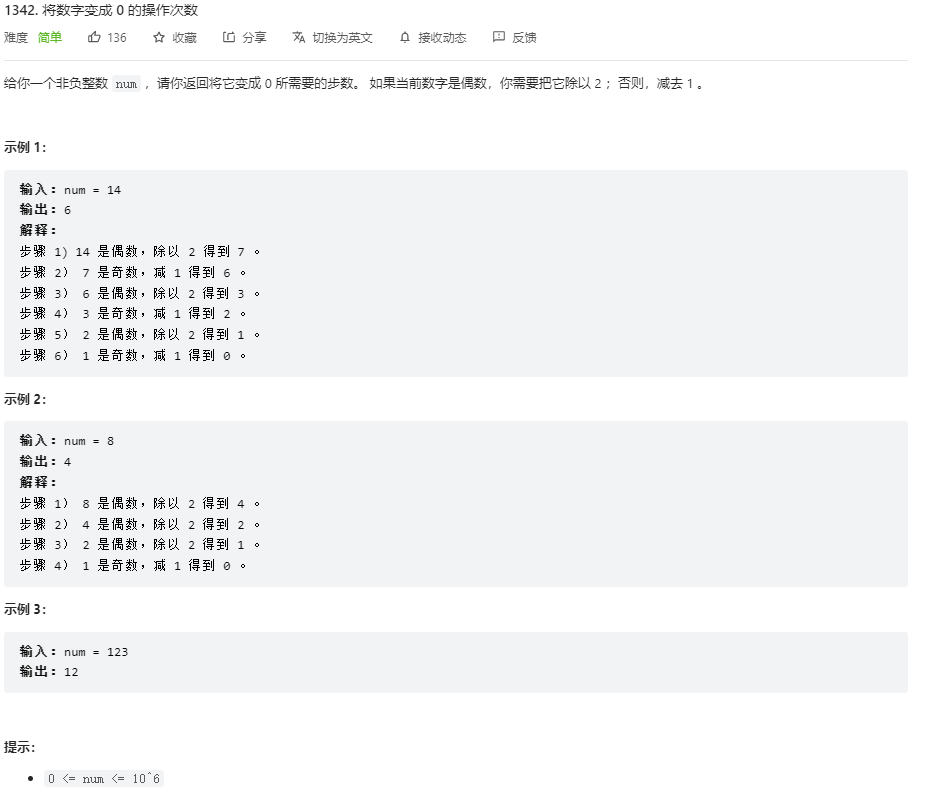 1342. 将数字变成 0 的操作次数
难度 简单 136 收藏 分享 切换为英文 接收动态 反馈
给你一个非负整数 num ，请你返回将它变成 0 所需要的步数。 如果当前数字是偶数，你需要把它除以 2 ；否则，减去 1 。
示例 1：
输入：num = 14
输出：6
解释：
步骤 1) 14 是偶数，除以 2 得到 7 。
步骤 2） 7 是奇数，减 1 得到 6 。
步骤 3） 6 是偶数，除以 2 得到 3 。
步骤 4） 3 是奇数，减 1 得到 2 。
步骤 5） 2 是偶数，除以 2 得到 1 。
步骤 6） 1 是奇数，减 1 得到 0 。
示例 2：
输入：num = 8
输出：4
解释：
步骤 1） 8 是偶数，除以 2 得到 4 。
步骤 2） 4 是偶数，除以 2 得到 2 。
步骤 3） 2 是偶数，除以 2 得到 1 。
步骤 4） 1 是奇数，减 1 得到 0 。
示例 3：
输入：num = 123
输出：12
提示：
• 0 <= num <= 10^6